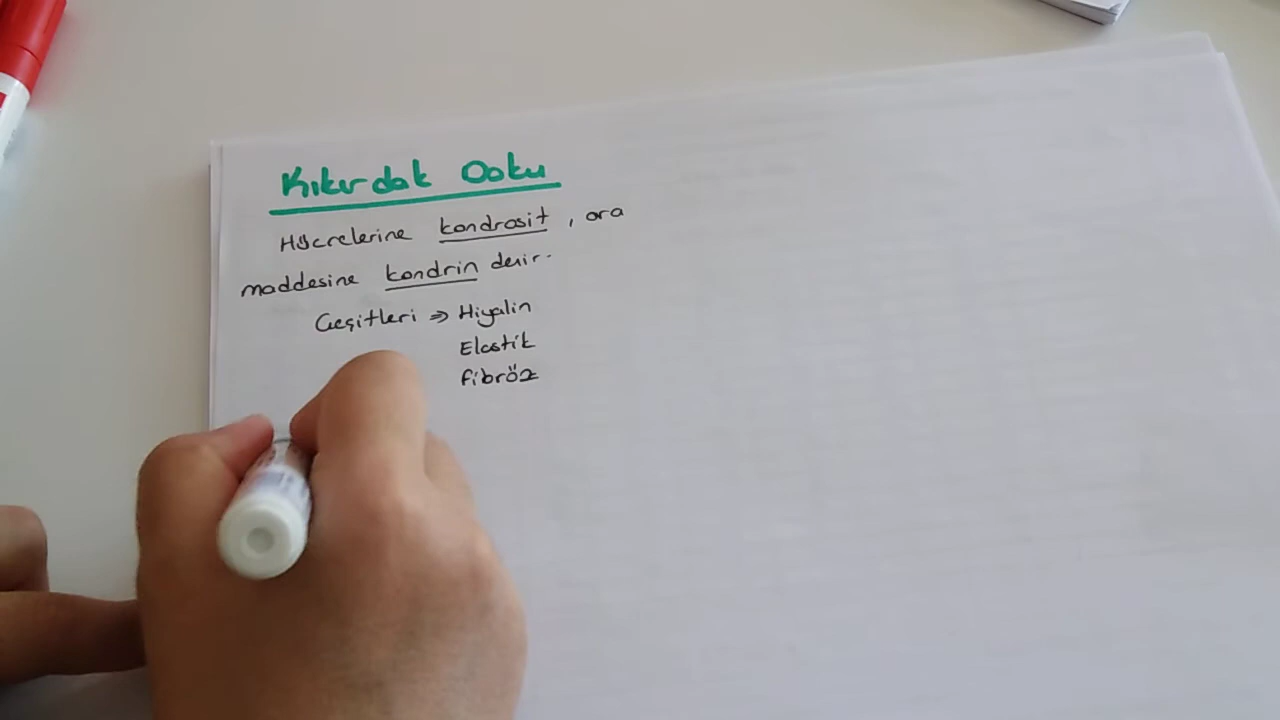 Kıkırdak Doku
Hücrelerine kondrosit, ara
maddesine kondrin denir.
Çeşitleri ⇒ Hiyalin
Elastik
Fibröz